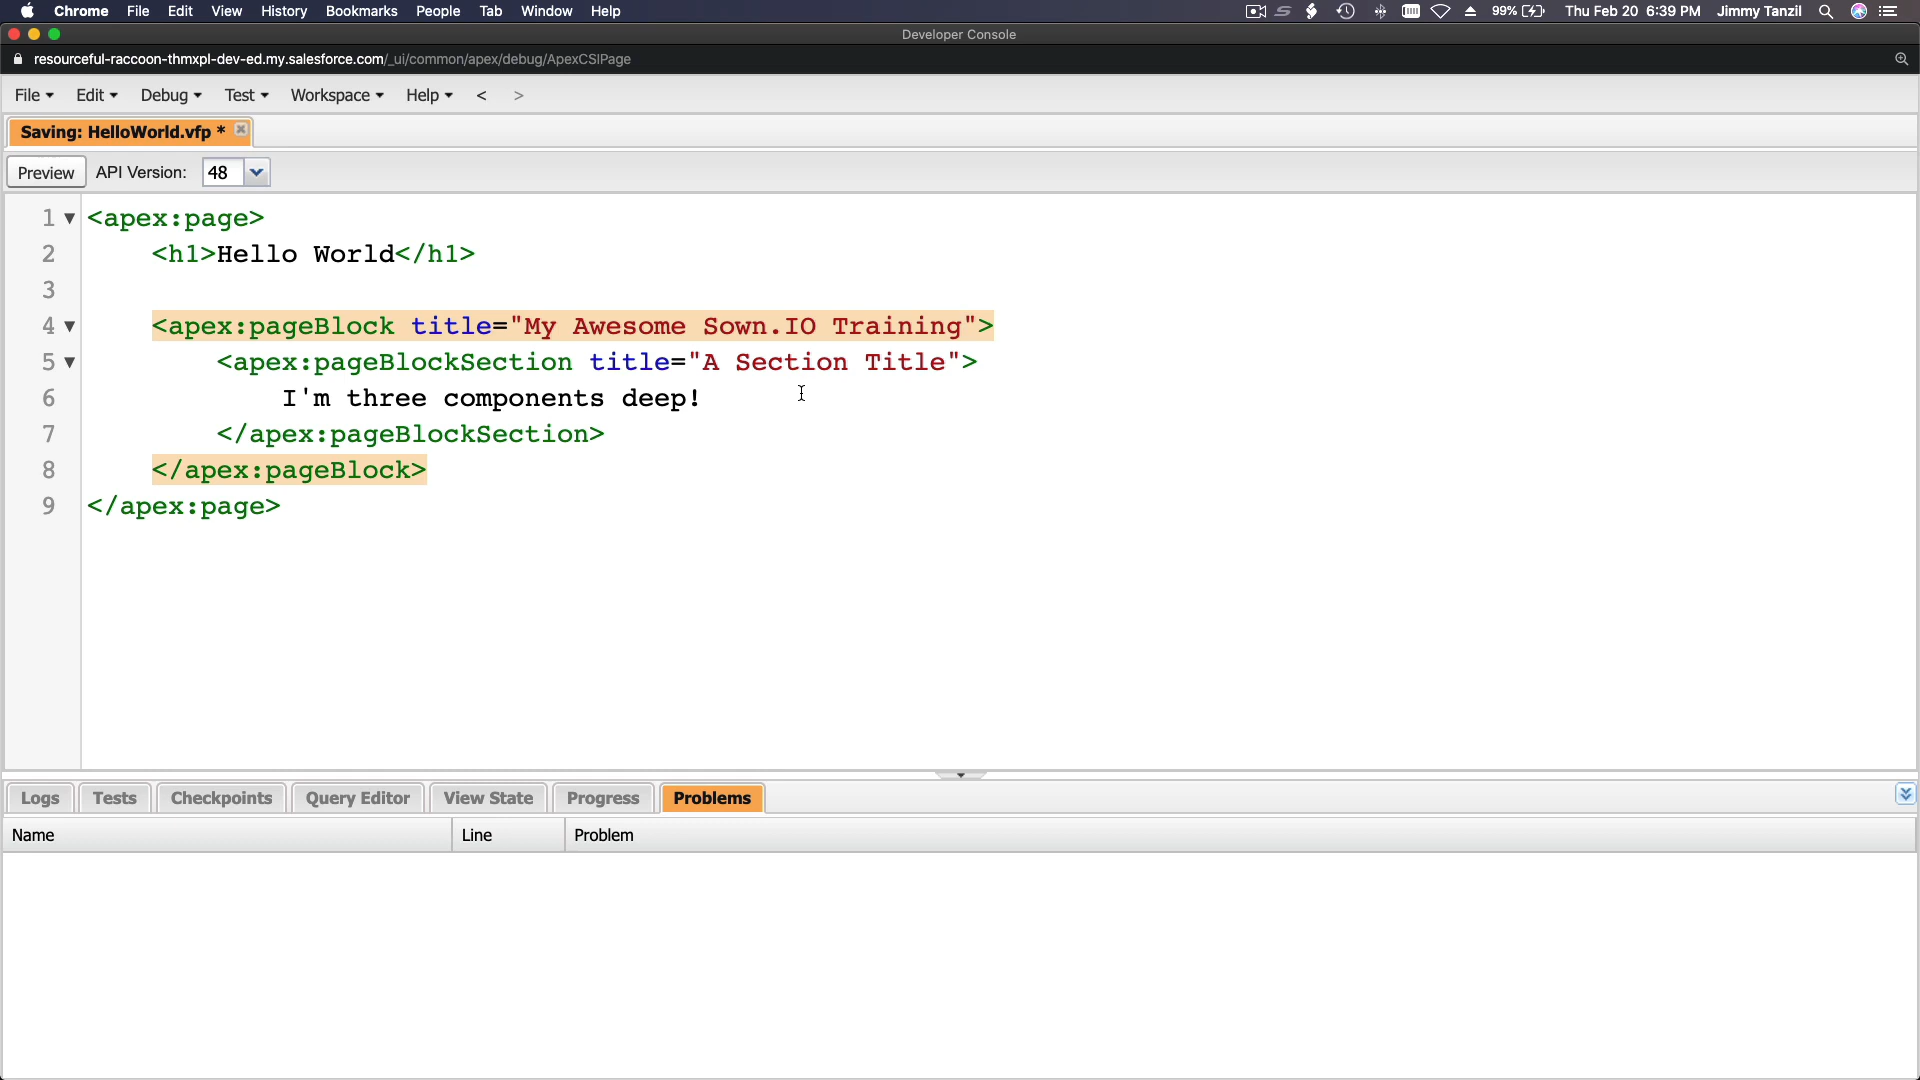 Chrome File Edit View History Bookmarks People Tab Window Help 99% Thu Feb 20 6:39 PM Jimmy Tanzil
Developer Console
resourceful-raccoon-thmxpl-dev-ed.my.salesforce.com/_ui/common/apex/debug/ApexCSIPage
File Edit Debug Test Workspace Help < >
Saving: HelloWorld.vfp *
Preview API Version: 48
1 <apex:page>
2 <h1>Hello World</h1>
3
4 <apex:pageBlock title="My Awesome Sown.IO Training">
5 <apex:pageBlockSection title="A Section Title">
6 I'm three components deep!
7 </apex:pageBlockSection>
8 </apex:pageBlock>
9 </apex:page>
Logs Tests Checkpoints Query Editor View State Progress Problems
Name Line Problem